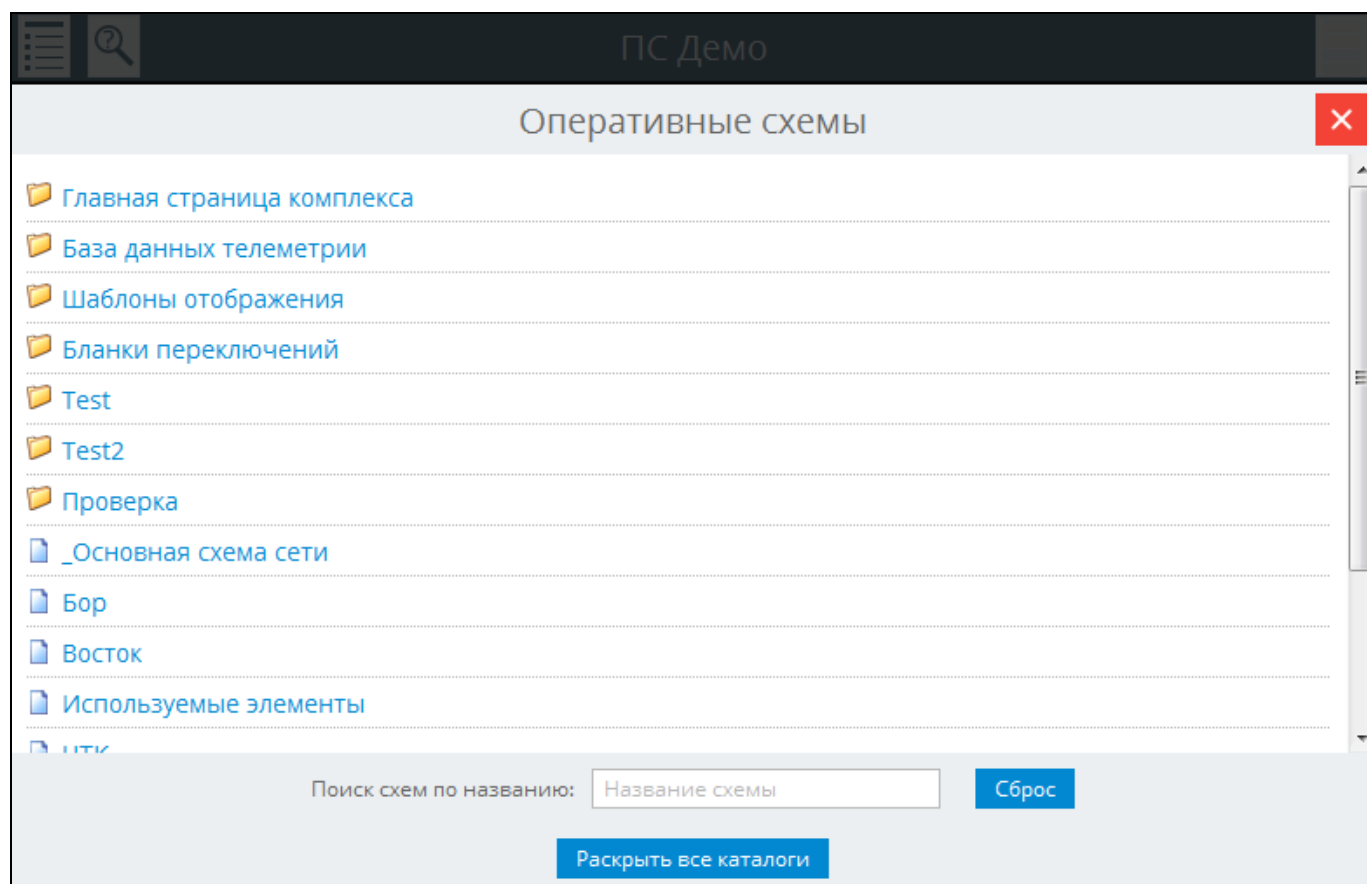 ПС Демо
Оперативные схемы
Главная страница комплекса
База данных телеметрии
Шаблоны отображения
Бланки переключений
Test
Test2
Проверка
_Основная схема сети
Бор
Восток
Используемые элементы
Поиск схем по названию: Название схемы Сброс
Раскрыть все каталоги